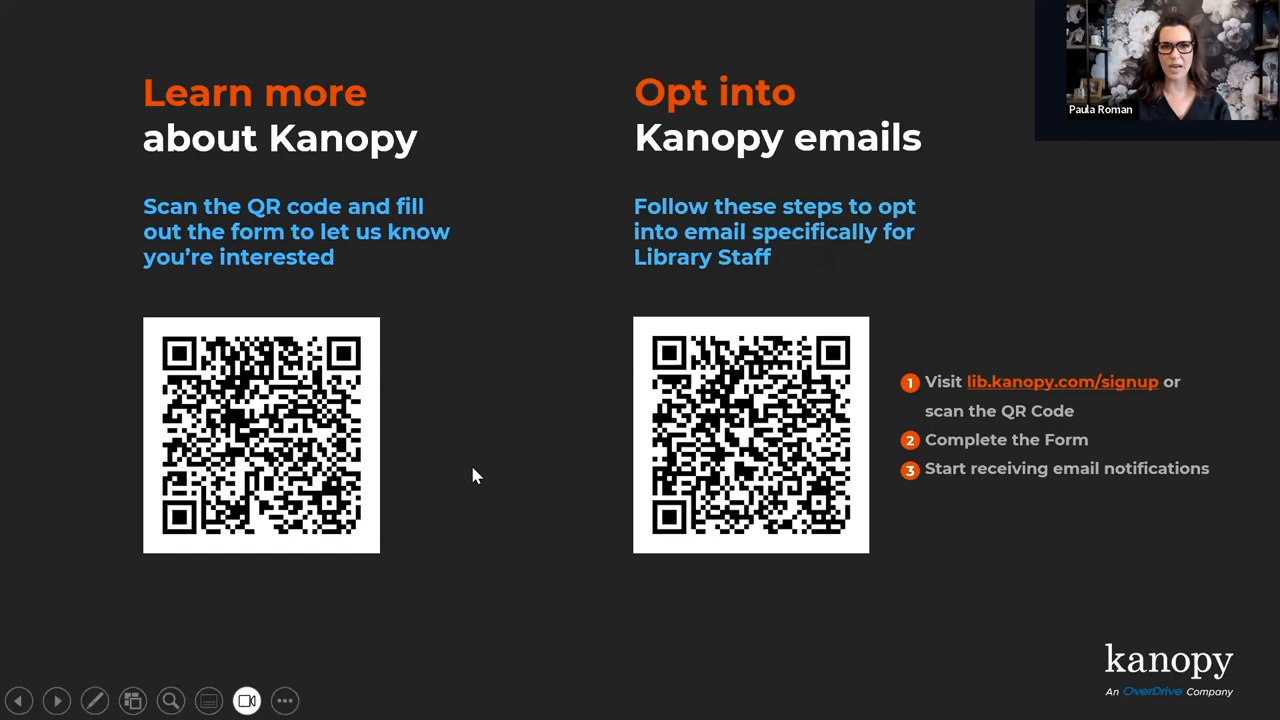 Learn more
about Kanopy
Scan the QR code and fill
out the form to let us know
you're interested
Opt into
Kanopy emails
Follow these steps to opt
into email specifically for
Library Staff
1 Visit lib.kanopy.com/signup or
scan the QR Code
2 Complete the Form
3 Start receiving email notifications
Paula Roman
kanopy
An OverDrive Company